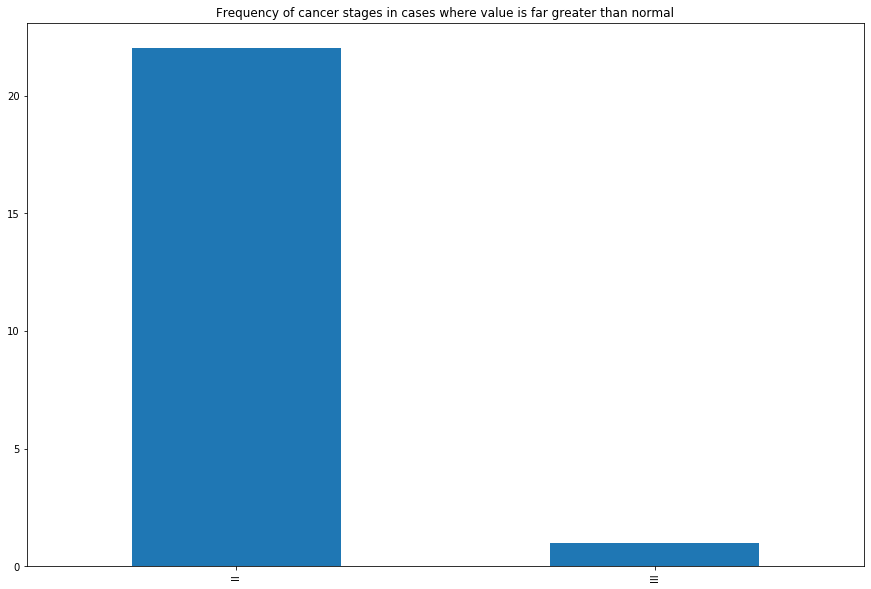 Frequency of cancer stages in cases where value is far greater than normal
20
15
10
5
0
II
III